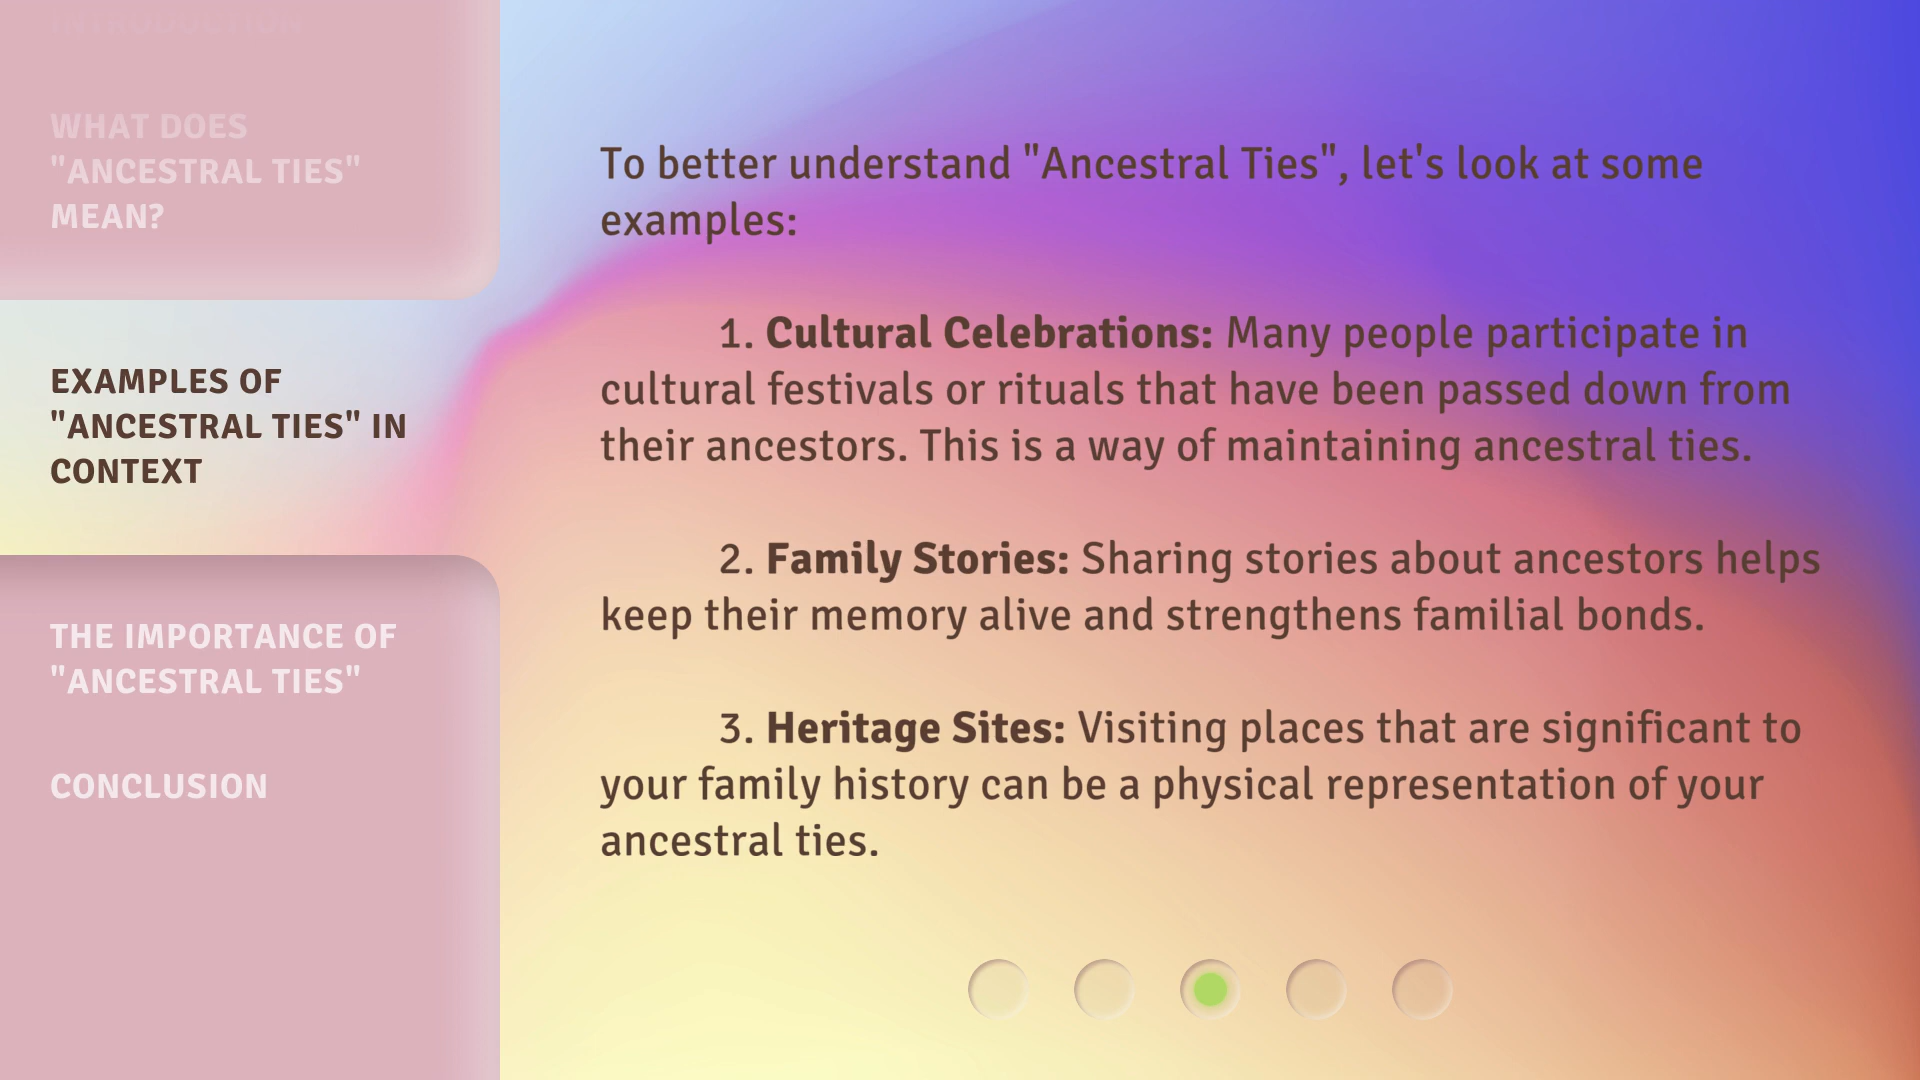 INTRODUCTION
WHAT DOES
"ANCESTRAL TIES"
MEAN?
EXAMPLES OF
"ANCESTRAL TIES" IN
CONTEXT
THE IMPORTANCE OF
"ANCESTRAL TIES"
CONCLUSION
To better understand "Ancestral Ties", let's look at some
examples:
1. Cultural Celebrations: Many people participate in
cultural festivals or rituals that have been passed down from
their ancestors. This is a way of maintaining ancestral ties.
2. Family Stories: Sharing stories about ancestors helps
keep their memory alive and strengthens familial bonds.
3. Heritage Sites: Visiting places that are significant to
your family history can be a physical representation of your
ancestral ties.